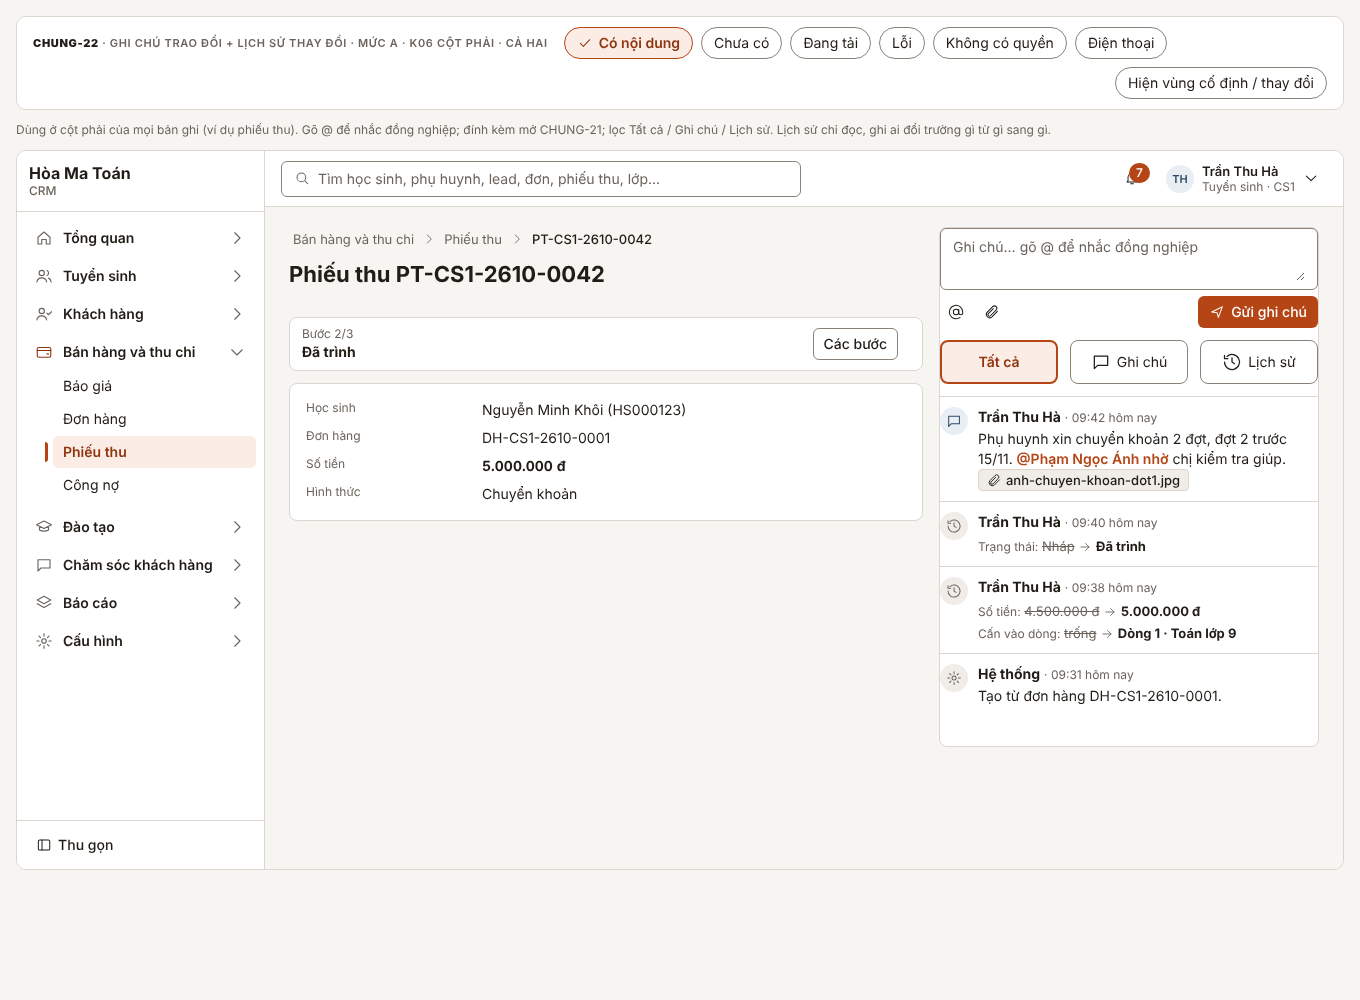 CHUNG-22 · GHI CHÚ TRAO ĐỔI + LỊCH SỬ THAY ĐỔI · MỨC A · K06 CỘT PHẢI · CẢ HAI
Có nội dung
Chưa có
Đang tải
Lỗi
Không có quyền
Điện thoại
Hiện vùng cố định / thay đổi
Dùng ở cột phải của mọi bản ghi (ví dụ phiếu thu). Gõ @ để nhắc đồng nghiệp; đính kèm mở CHUNG-21; lọc Tất cả / Ghi chú / Lịch sử. Lịch sử chỉ đọc, ghi ai đổi trường gì từ gì sang gì.
Hòa Ma Toán
CRM
Tìm học sinh, phụ huynh, lead, đơn, phiếu thu, lớp...
7
TH
Trần Thu Hà
Tuyển sinh · CS1
Tổng quan
Tuyển sinh
Khách hàng
Bán hàng và thu chi
Báo giá
Đơn hàng
Phiếu thu
Công nợ
Đào tạo
Chăm sóc khách hàng
Báo cáo
Cấu hình
Thu gọn
Bán hàng và thu chi
Phiếu thu
PT-CS1-2610-0042
Phiếu thu PT-CS1-2610-0042
Bước 2/3
Đã trình
Các bước
Học sinh
Nguyễn Minh Khôi (HS000123)
Đơn hàng
DH-CS1-2610-0001
Số tiền
5.000.000 đ
Hình thức
Chuyển khoản
Ghi chú... gõ @ để nhắc đồng nghiệp
Gửi ghi chú
Tất cả
Ghi chú
Lịch sử
Trần Thu Hà · 09:42 hôm nay
Phụ huynh xin chuyển khoản 2 đợt, đợt 2 trước
15/11. @Phạm Ngọc Ánh nhờ chị kiểm tra giúp.
anh-chuyen-khoan-dot1.jpg
Trần Thu Hà · 09:40 hôm nay
Trạng thái: Nháp → Đã trình
Trần Thu Hà · 09:38 hôm nay
Số tiền: 4.500.000 đ → 5.000.000 đ
Cấn vào dòng: trống → Dòng 1 · Toán lớp 9
Hệ thống · 09:31 hôm nay
Tạo từ đơn hàng DH-CS1-2610-0001.